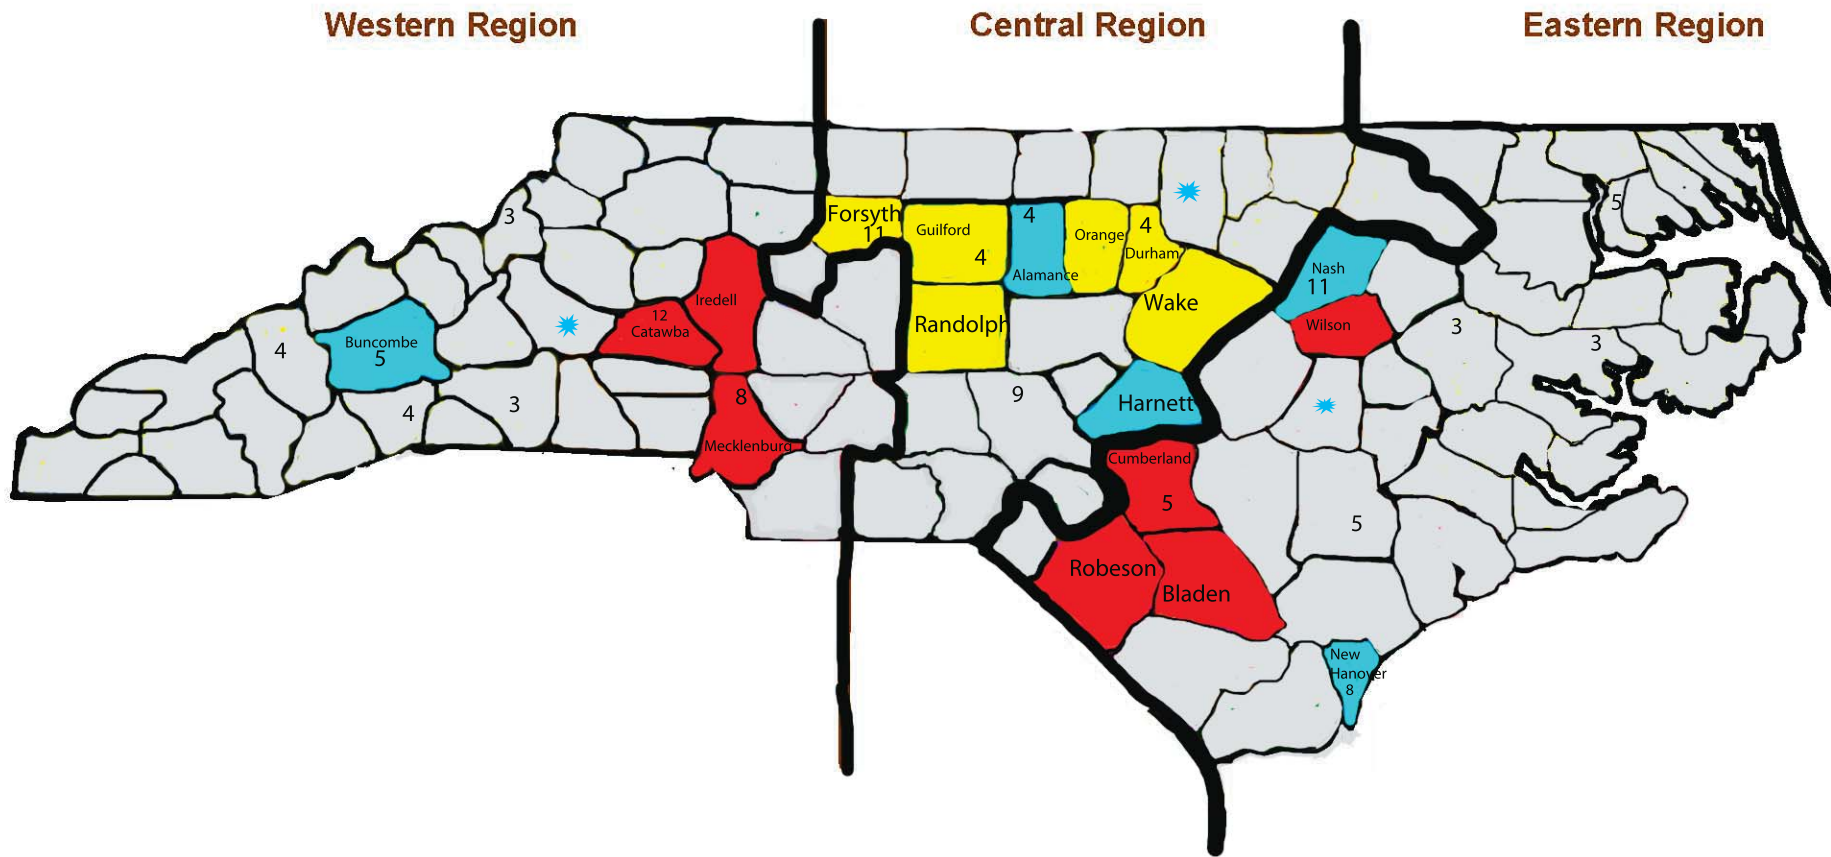 Western Region
Central Region
Eastern Region
3
4
Buncombe
5
4
3
12
Catawba
Iredell
8
Mecklenburg
Forsyth
11
Guilford
4
4
Alamance
Orange
4
Durham
Wake
Randolph
9
Harnett
Nash
11
Wilson
5
3
3
Cumberland
5
5
Robeson
Bladen
New
Hanover
8